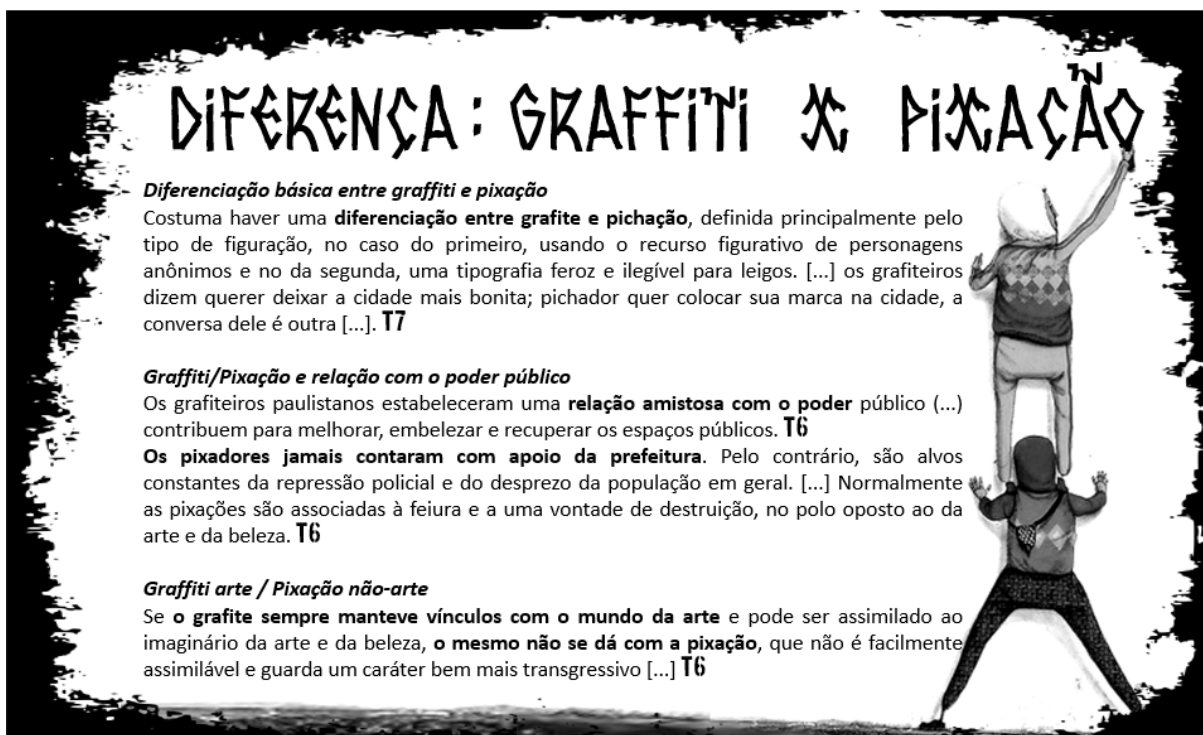 DIFERENÇA: GRAFFITI X PIXAÇÃO
Diferenciação básica entre graffiti e pixação
Costuma haver uma diferenciação entre grafite e pichação, definida principalmente pelo
tipo de figuração, no caso do primeiro, usando o recurso figurativo de personagens
anônimos e no da segunda, uma tipografia feroz e ilegível para leigos. [...] os grafiteiros
dizem querer deixar a cidade mais bonita; pichador quer colocar sua marca na cidade, a
conversa dele é outra [...]. T7
Graffiti/Pixação e relação com o poder público
Os grafiteiros paulistanos estabeleceram uma relação amistosa com o poder público (...)
contribuem para melhorar, embelezar e recuperar os espaços públicos. T6
Os pixadores jamais contaram com apoio da prefeitura. Pelo contrário, são alvos
constantes da repressão policial e do desprezo da população em geral. [...] Normalmente
as pixações são associadas à feiura e a uma vontade de destruição, no polo oposto ao da
arte e da beleza. T6
Graffiti arte / Pixação não-arte
Se o grafite sempre manteve vínculos com o mundo da arte e pode ser assimilado ao
imaginário da arte e da beleza, o mesmo não se dá com a pixação, que não é facilmente
assimilável e guarda um caráter bem mais transgressivo [...] T6